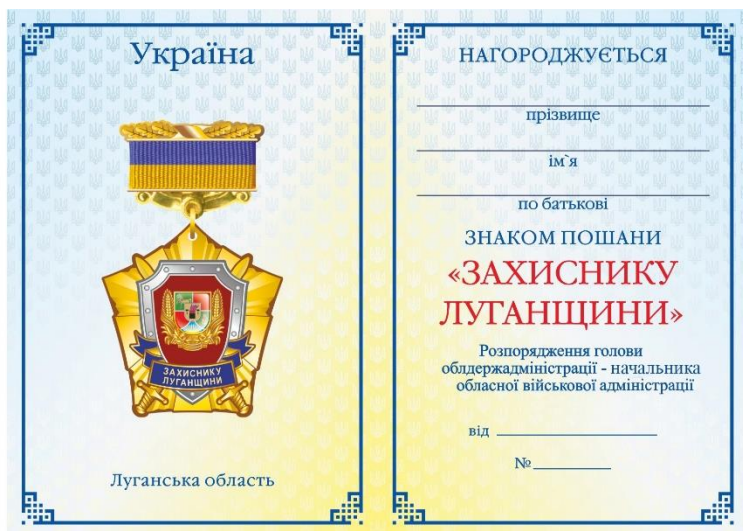 Україна
ЗАХИСНИКУ
ЛУГАНЩИНИ
Луганська область
НАГОРОДЖУЄТЬСЯ
прізвище
ім`я
по батькові
ЗНАКОМ ПОШАНИ
«ЗАХИСНИКУ
ЛУГАНЩИНИ»
Розпорядження голови
облдержадміністрації - начальника
обласної військової адміністрації
від
№